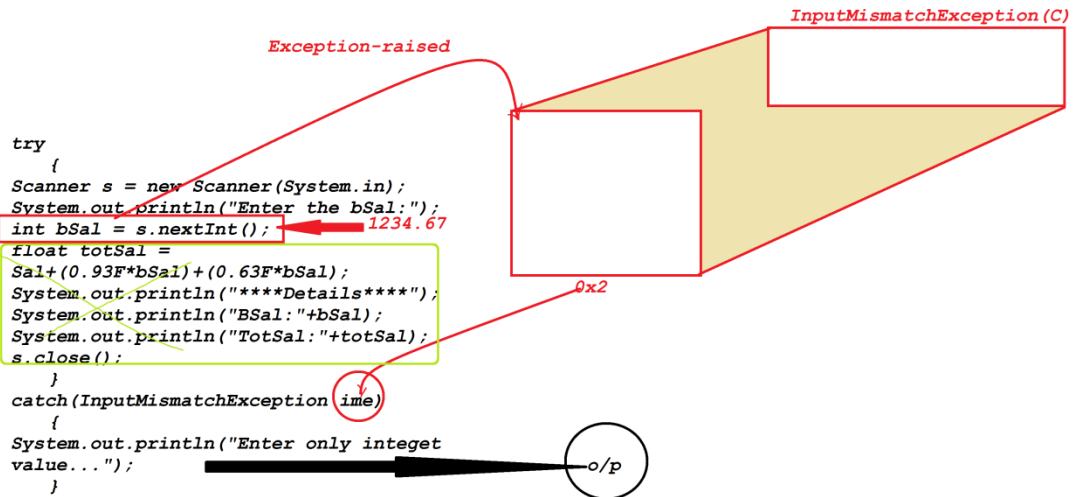 InputMismatchException(C)
Exception-raised
try
{
Scanner s = new Scanner(System.in);
System.out.println("Enter the bSal:");
int bSal = s.nextInt();
1234.67
float totSal =
Sal+(0.93F*bSal)+(0.63F*bSal);
System.out.println("****Details****");
System.out.println("BSal:"+bSal);
System.out.println("TotSal:"+totSal);
s.close();
}
0x2
catch(InputMismatchException ime)
{
System.out.println("Enter only integet
value...");
o/p
}